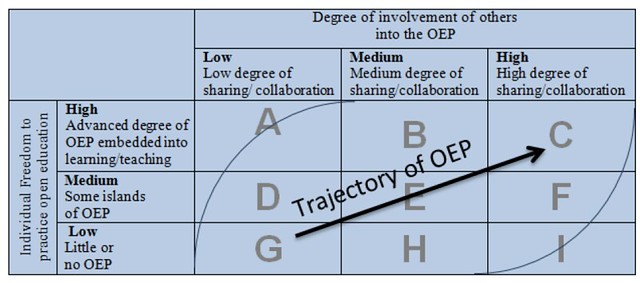 Degree of involvement of others
into the OEP
Low
Low degree of
sharing/ collaboration
Medium
Medium degree of
sharing/collaboration
High
High degree of
sharing/collaboration
Individual Freedom to
practice open education
High
Advanced degree of
OEP embedded into
learning/teaching
A
B
C
Medium
Some islands
of OEP
D
E
F
Low
Little or
no OEP
G
H
I
Trajectory of OEP